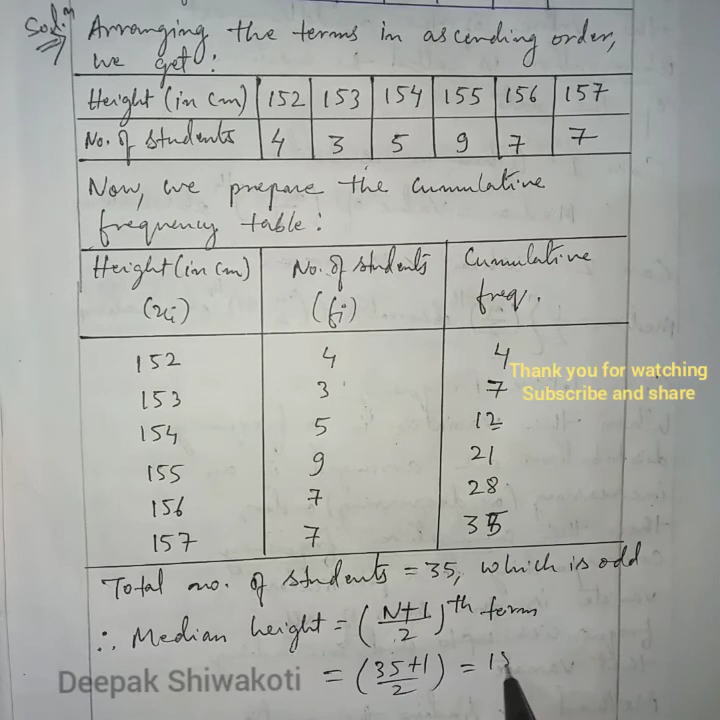 Sol.ⁿ Arranging the terms in ascending order,
we get:
Height (in cm) 152 153 154 155 156 157
No. of students 4 3 5 9 7 7
Now, we prepare the cumulative
frequency table:
Height (in cm) No. of students Cumulative
(xi) (fi) freq.
152 4 4
153 3 7
154 5 12
155 9 21
156 7 28
157 7 35
Thank you for watching
Subscribe and share
Total no. of students = 35, which is odd
∴ Median height = (N+1/2)th term
= (35+1/2) = 1
Deepak Shiwakoti